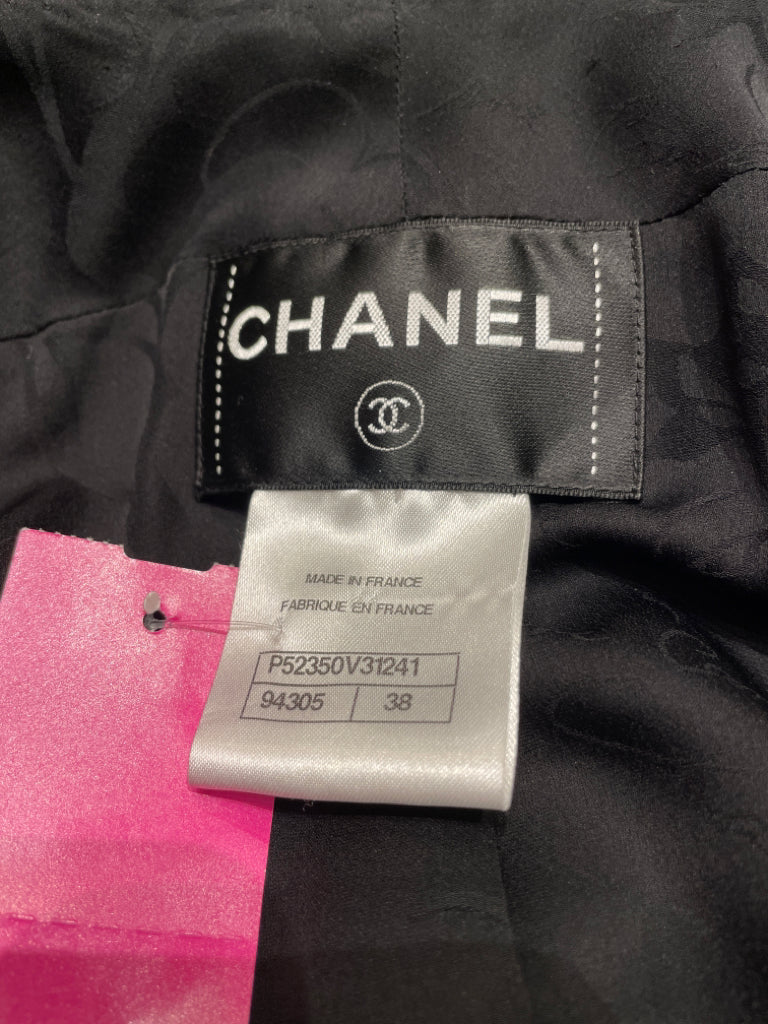 CHANEL
MADE IN FRANCE
FABRIQUE EN FRANCE
P52350V31241
94305 38